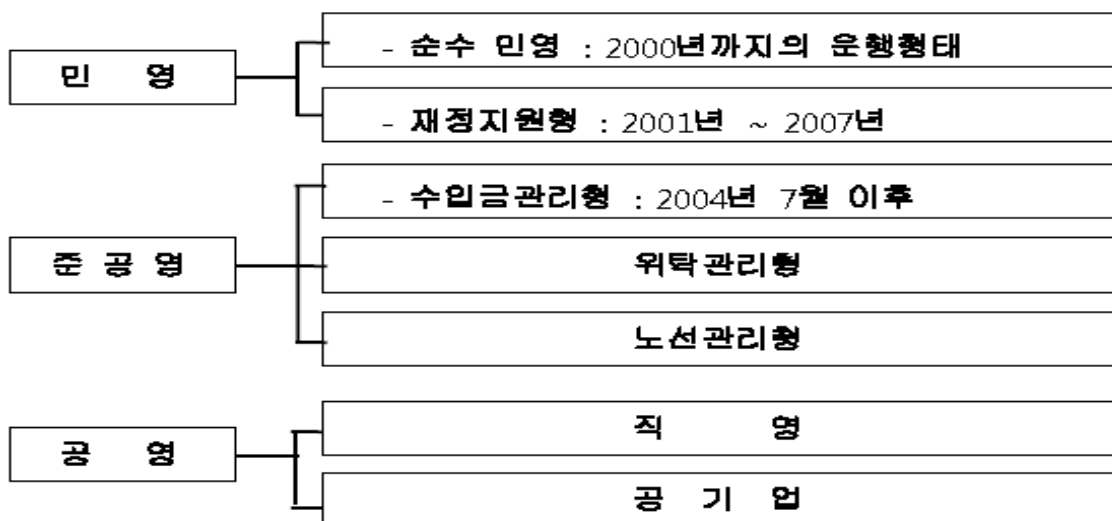 - 순수 민영 : 2000년까지의 운행형태
민 영
- 재정지원형 : 2001년 ~ 2007년
- 수입금관리형 : 2004년 7월 이후
준 공 영
위탁관리형
노선관리형
직 영
공 영
공 기 업